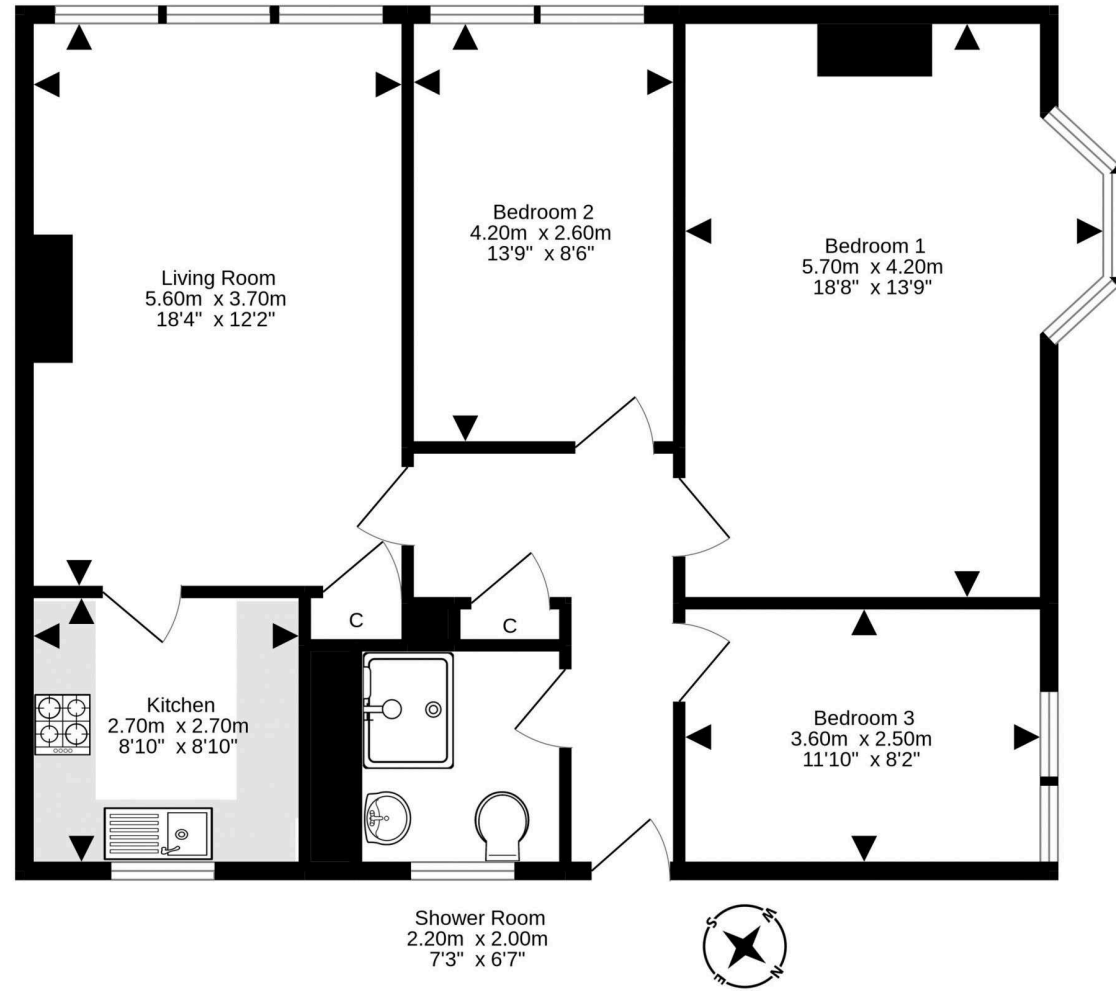 Bedroom 2
4.20m x 2.60m
13'9" x 8'6"
Bedroom 1
5.70m x 4.20m
18'8" x 13'9"
Living Room
5.60m x 3.70m
18'4" x 12'2"
C
C
Kitchen
2.70m x 2.70m
8'10" x 8'10"
Bedroom 3
3.60m x 2.50m
11'10" x 8'2"
Shower Room
2.20m x 2.00m
7'3" x 6'7"
S
W
E
N